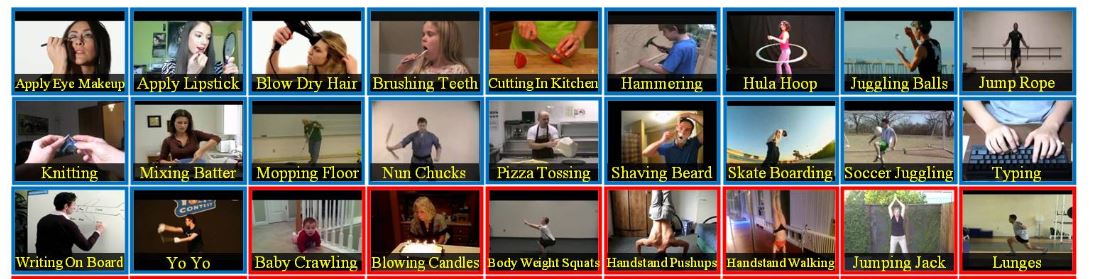 Apply Eye Makeup
Apply Lipstick
Blow Dry Hair
Brushing Teeth
Cutting In Kitchen
Hammering
Hula Hoop
Juggling Balls
Jump Rope
Knitting
Mixing Batter
Mopping Floor
Nun Chucks
Pizza Tossing
Shaving Beard
Skate Boarding
Soccer Juggling
Typing
CONTEST
Writing On Board
Yo Yo
Baby Crawling
Blowing Candles
Body Weight Squats
Handstand Pushups
Handstand Walking
Jumping Jack
Lunges